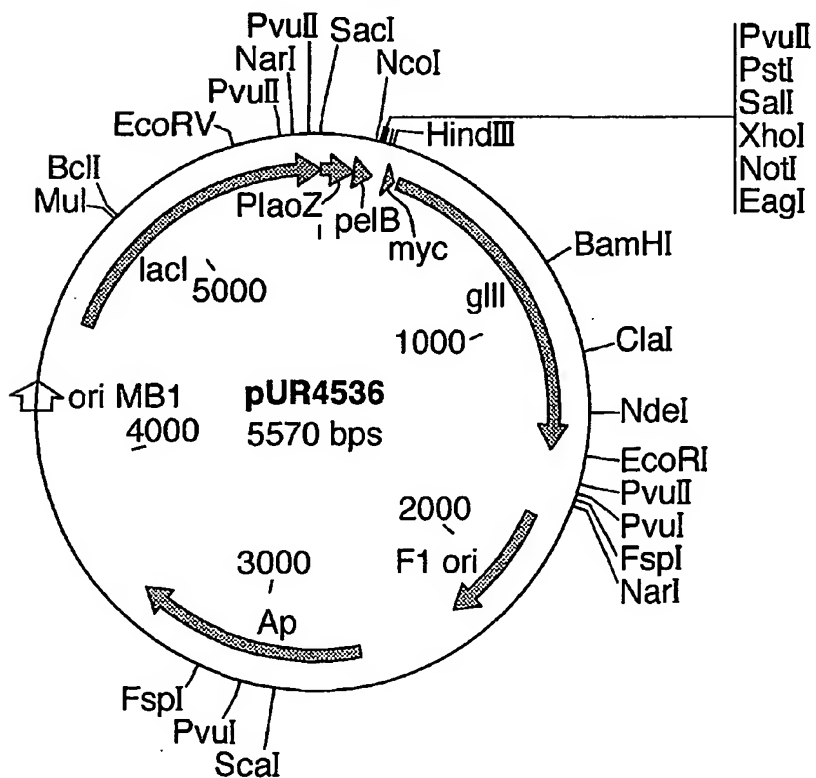 PvuII
SacI
NarI
NcoI
PvuII
EcoRV
HindIII
PvuII
PstI
SalI
XhoI
NotI
EagI
BclI
MluI
PlaoZ
pelB
myc
lacI
5000
gIII
BamHI
1000
ClaI
ori MB1
4000
pUR4536
5570 bps
NdeI
EcoRI
PvuII
PvuI
FspI
NarI
2000
F1 ori
3000
Ap
FspI
PvuI
ScaI